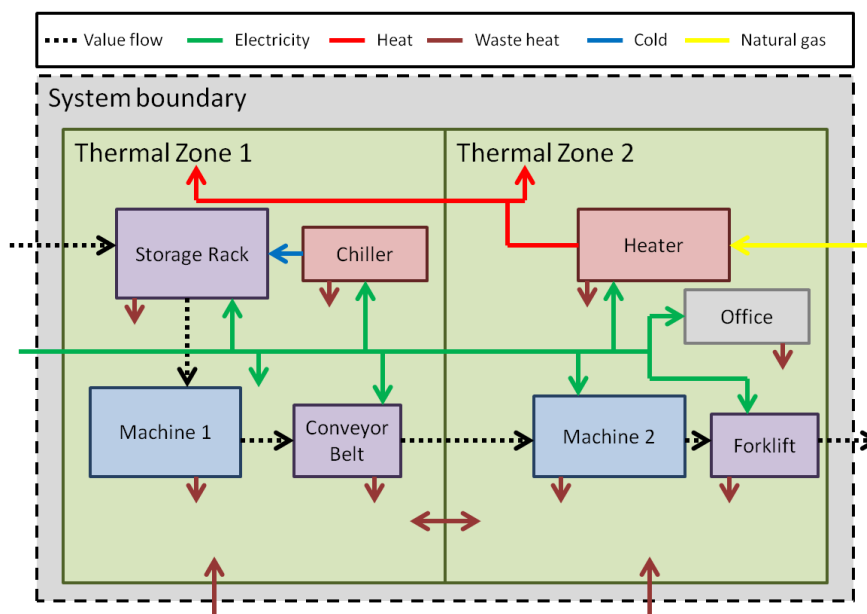 Value flow
Electricity
Heat
Waste heat
Cold
Natural gas
System boundary
Thermal Zone 1
Thermal Zone 2
Storage Rack
Chiller
Heater
Office
Machine 1
Conveyor
Belt
Machine 2
Forklift